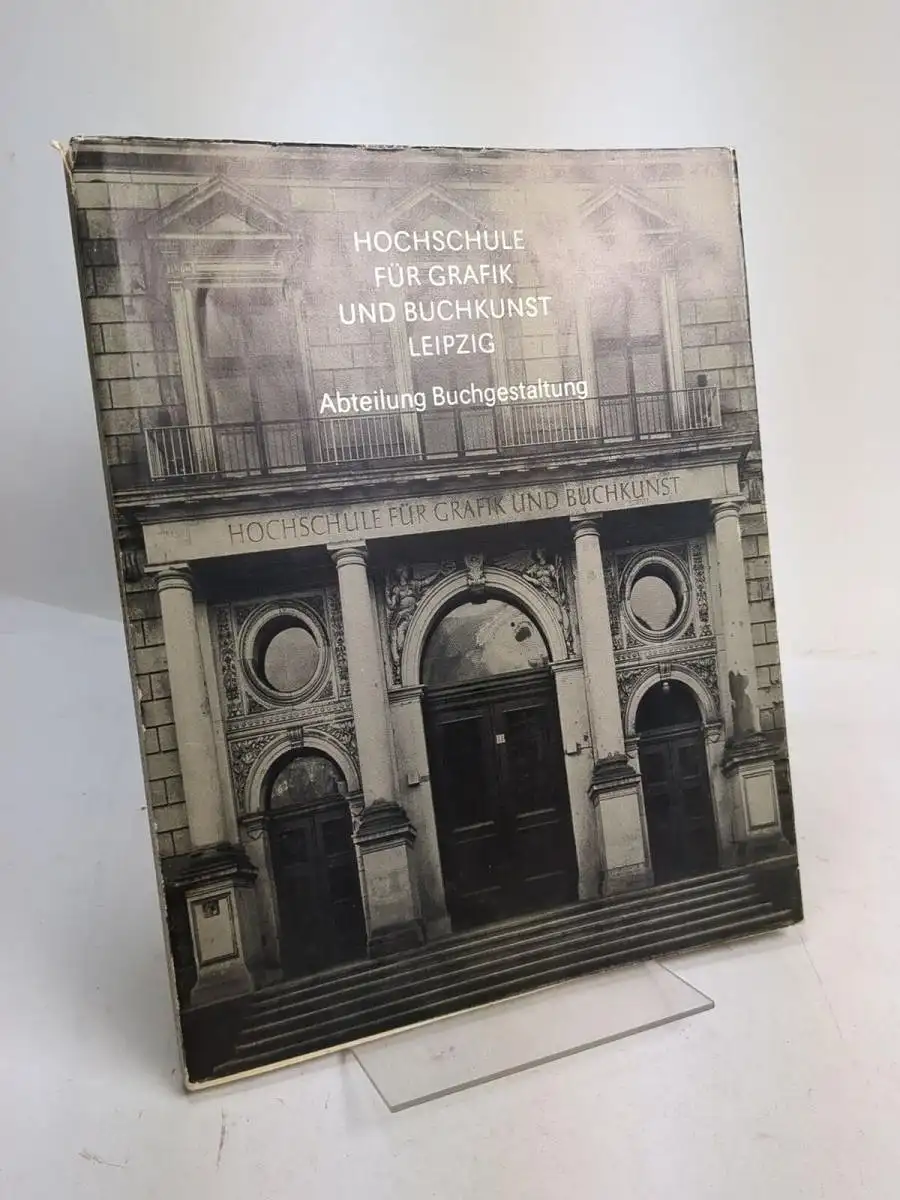 HOCHSCHULE
FÜR GRAFIK
UND BUCHKUNST
LEIPZIG
Abteilung Buchgestaltung
HOCHSCHULE FÜR GRAFIK UND BUCHKUNST